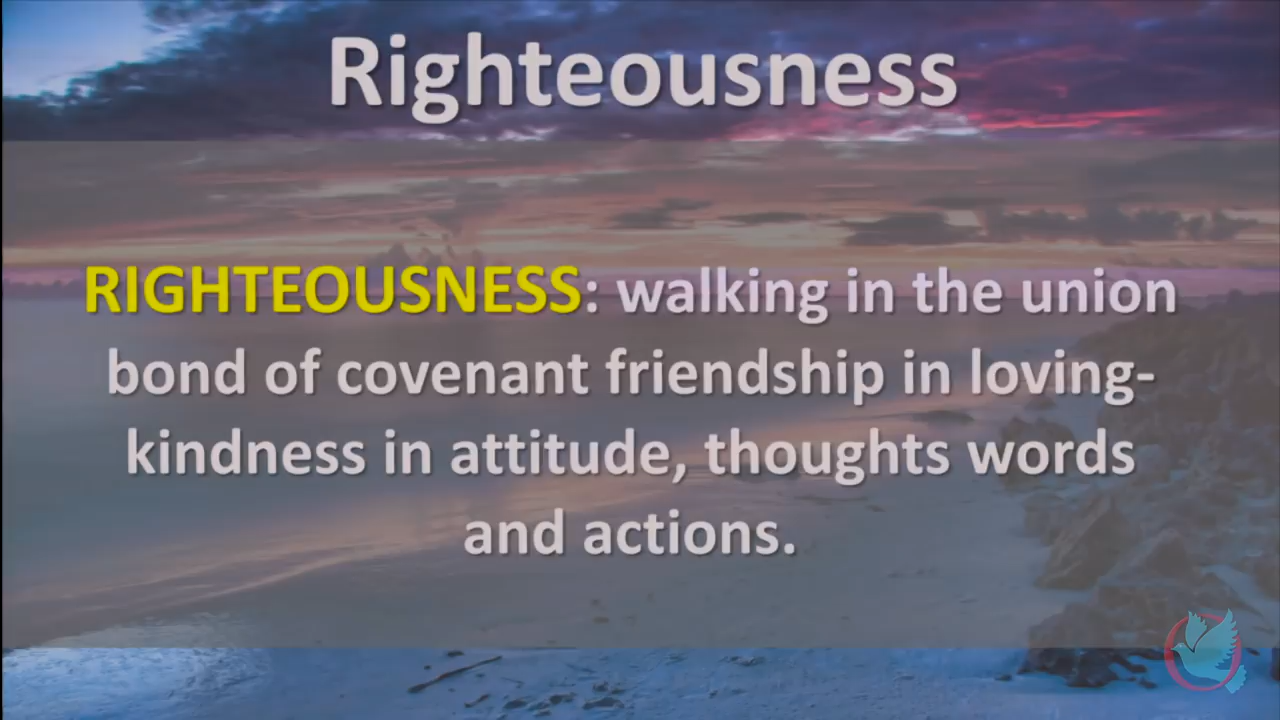 Righteousness
RIGHTEOUSNESS: walking in the union
bond of covenant friendship in loving-
kindness in attitude, thoughts words
and actions.